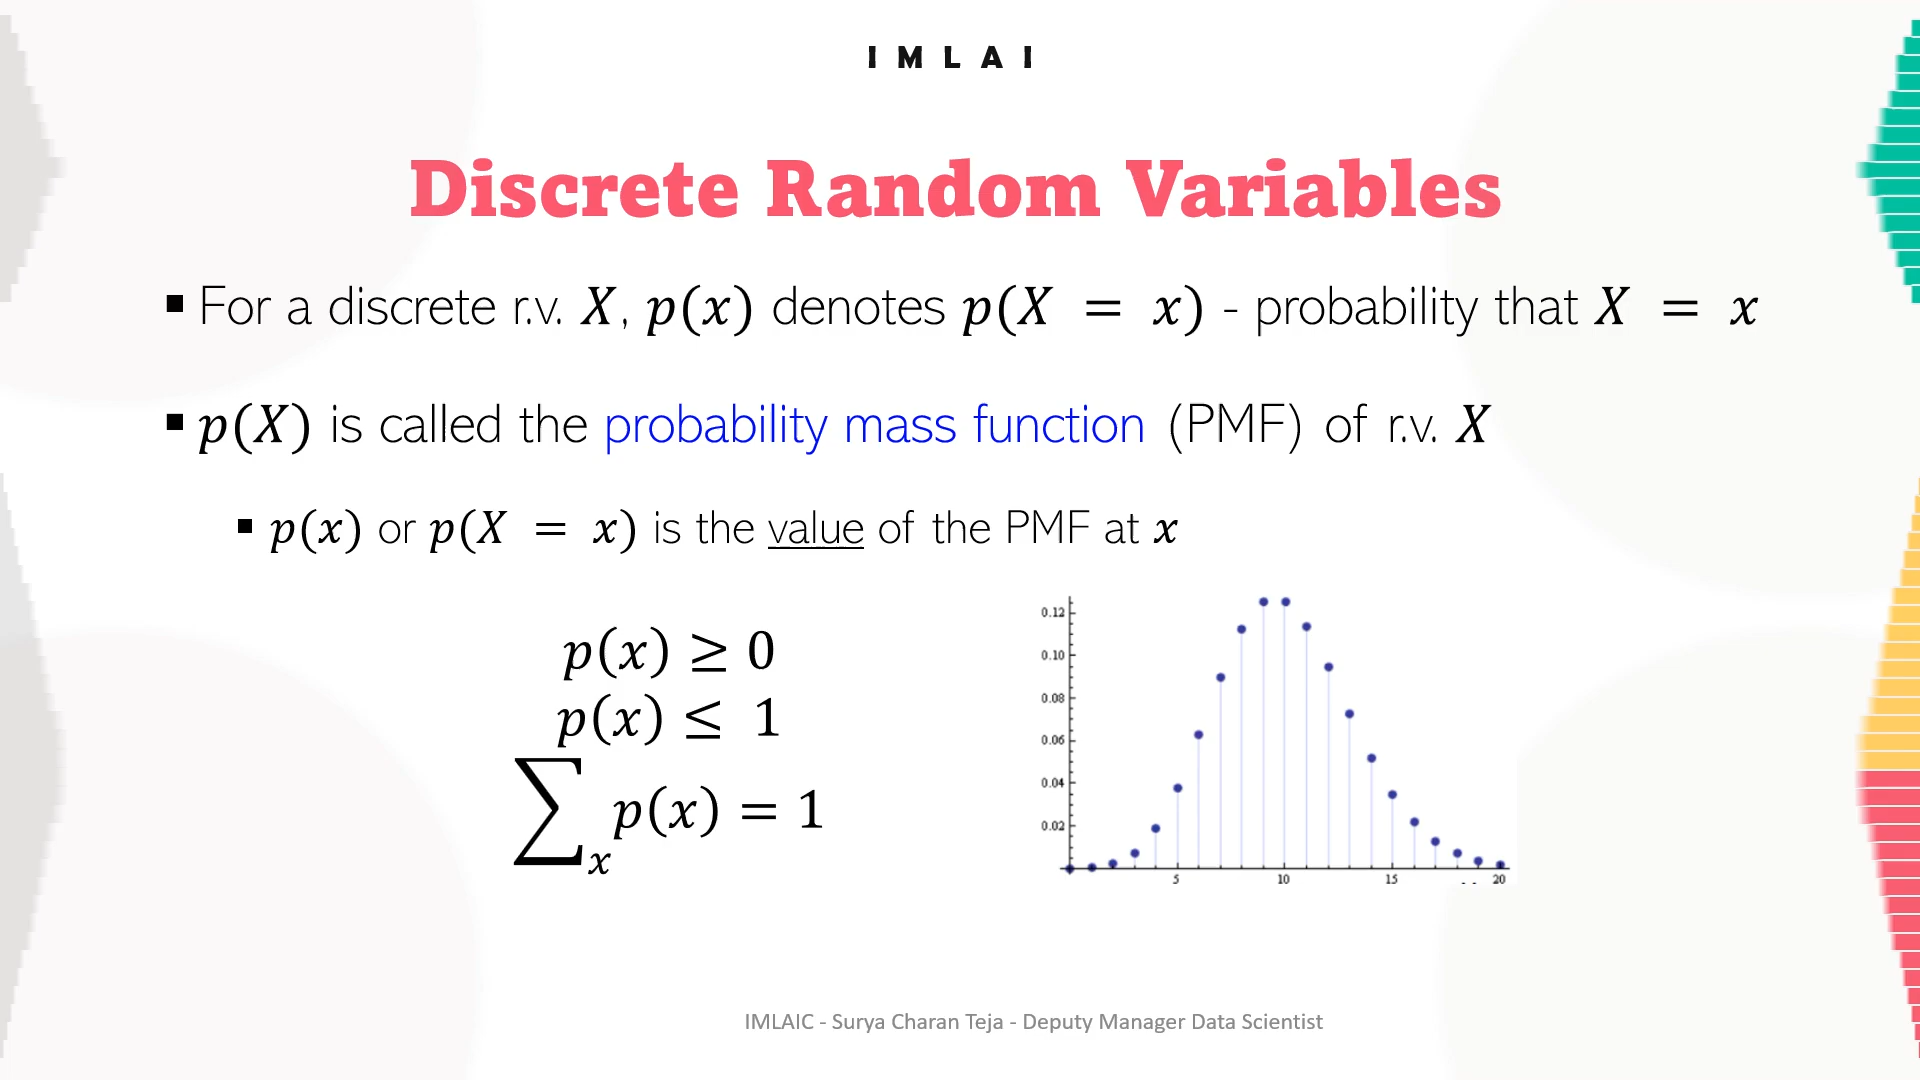 I M L A I
Discrete Random Variables
▪ For a discrete r.v. X, p(x) denotes p(X = x) - probability that X = x
▪ p(X) is called the probability mass function (PMF) of r.v. X
▪ p(x) or p(X = x) is the value of the PMF at x
p(x) ≥ 0
p(x) ≤ 1
∑ₓ p(x) = 1
0.12
0.10
0.08
0.06
0.04
0.02
5 10 15 20
IMLAIC - Surya Charan Teja - Deputy Manager Data Scientist